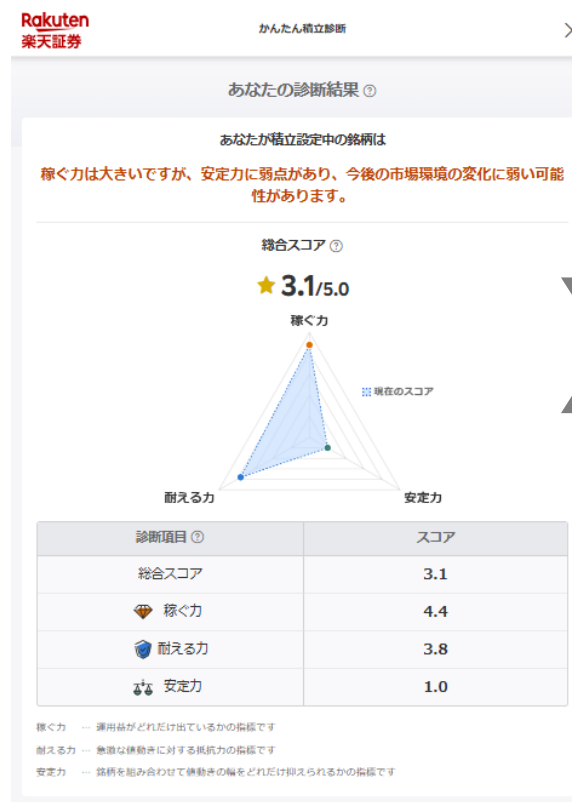 Rakuten
楽天証券
かんたん積立診断
あなたの診断結果 ?
あなたが積立設定中の銘柄は
稼ぐ力は大きいですが、安定力に弱点があり、今後の市場環境の変化に弱い可能
性があります。
総合スコア ?
3.1/5.0
稼ぐ力
現在のスコア
耐える力
安定力
診断項目 ? スコア
総合スコア 3.1
稼ぐ力 4.4
耐える力 3.8
安定力 1.0
稼ぐ力 … 運用益がどれだけ出ているかの指標です
耐える力 … 急激な値動きに対する抵抗力の指標です
安定力 … 銘柄を組み合わせて値動きの幅をどれだけ抑えられるかの指標です